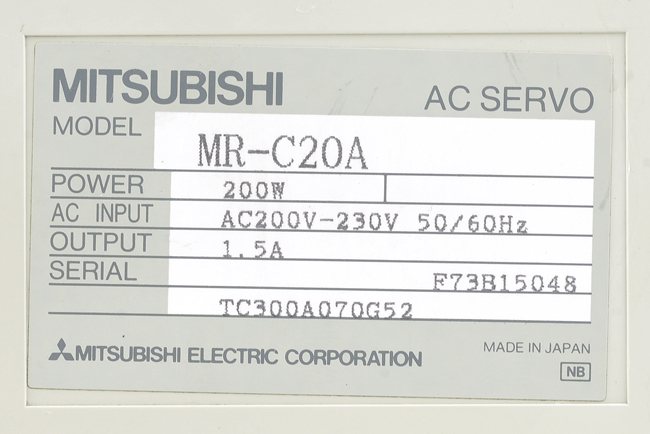 MITSUBISHI AC SERVO
MODEL MR-C20A
POWER 200W
AC INPUT AC200V-230V 50/60Hz
OUTPUT 1.5A
SERIAL F73B15048
TC300A070G52
MITSUBISHI ELECTRIC CORPORATION MADE IN JAPAN
NB